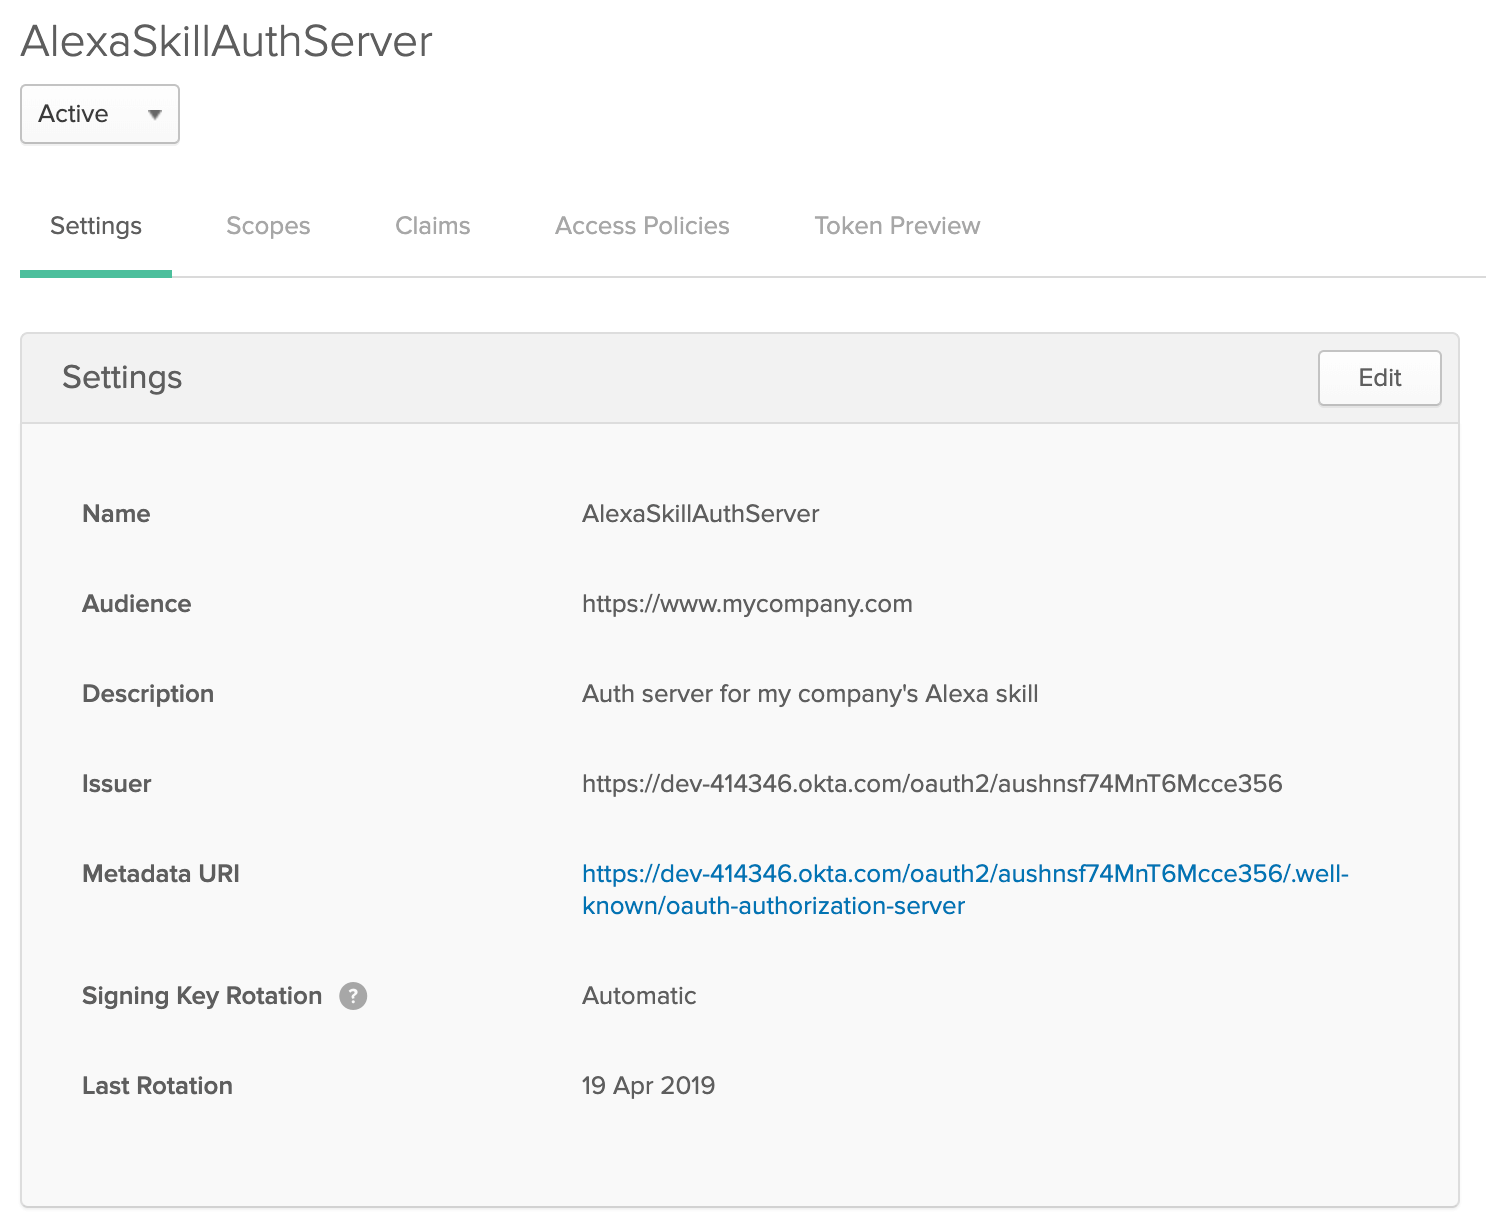 AlexaSkillAuthServer
Active
Settings Scopes Claims Access Policies Token Preview
Settings Edit
Name AlexaSkillAuthServer
Audience https://www.mycompany.com
Description Auth server for my company's Alexa skill
Issuer https://dev-414346.okta.com/oauth2/aushnsf74MnT6Mcce356
Metadata URI https://dev-414346.okta.com/oauth2/aushnsf74MnT6Mcce356/.well-
known/oauth-authorization-server
Signing Key Rotation ? Automatic
Last Rotation 19 Apr 2019